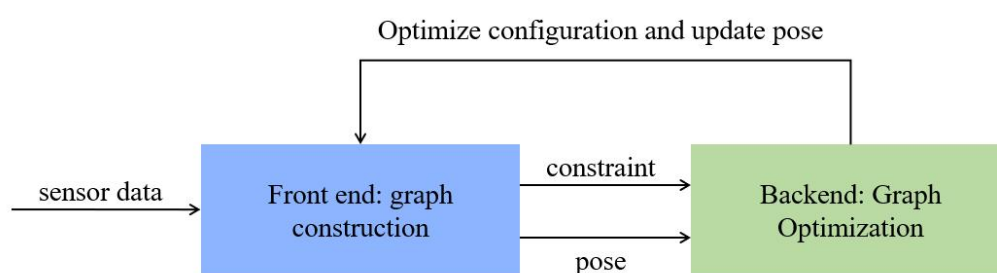 Optimize configuration and update pose
sensor data
Front end: graph
construction
constraint
pose
Backend: Graph
Optimization